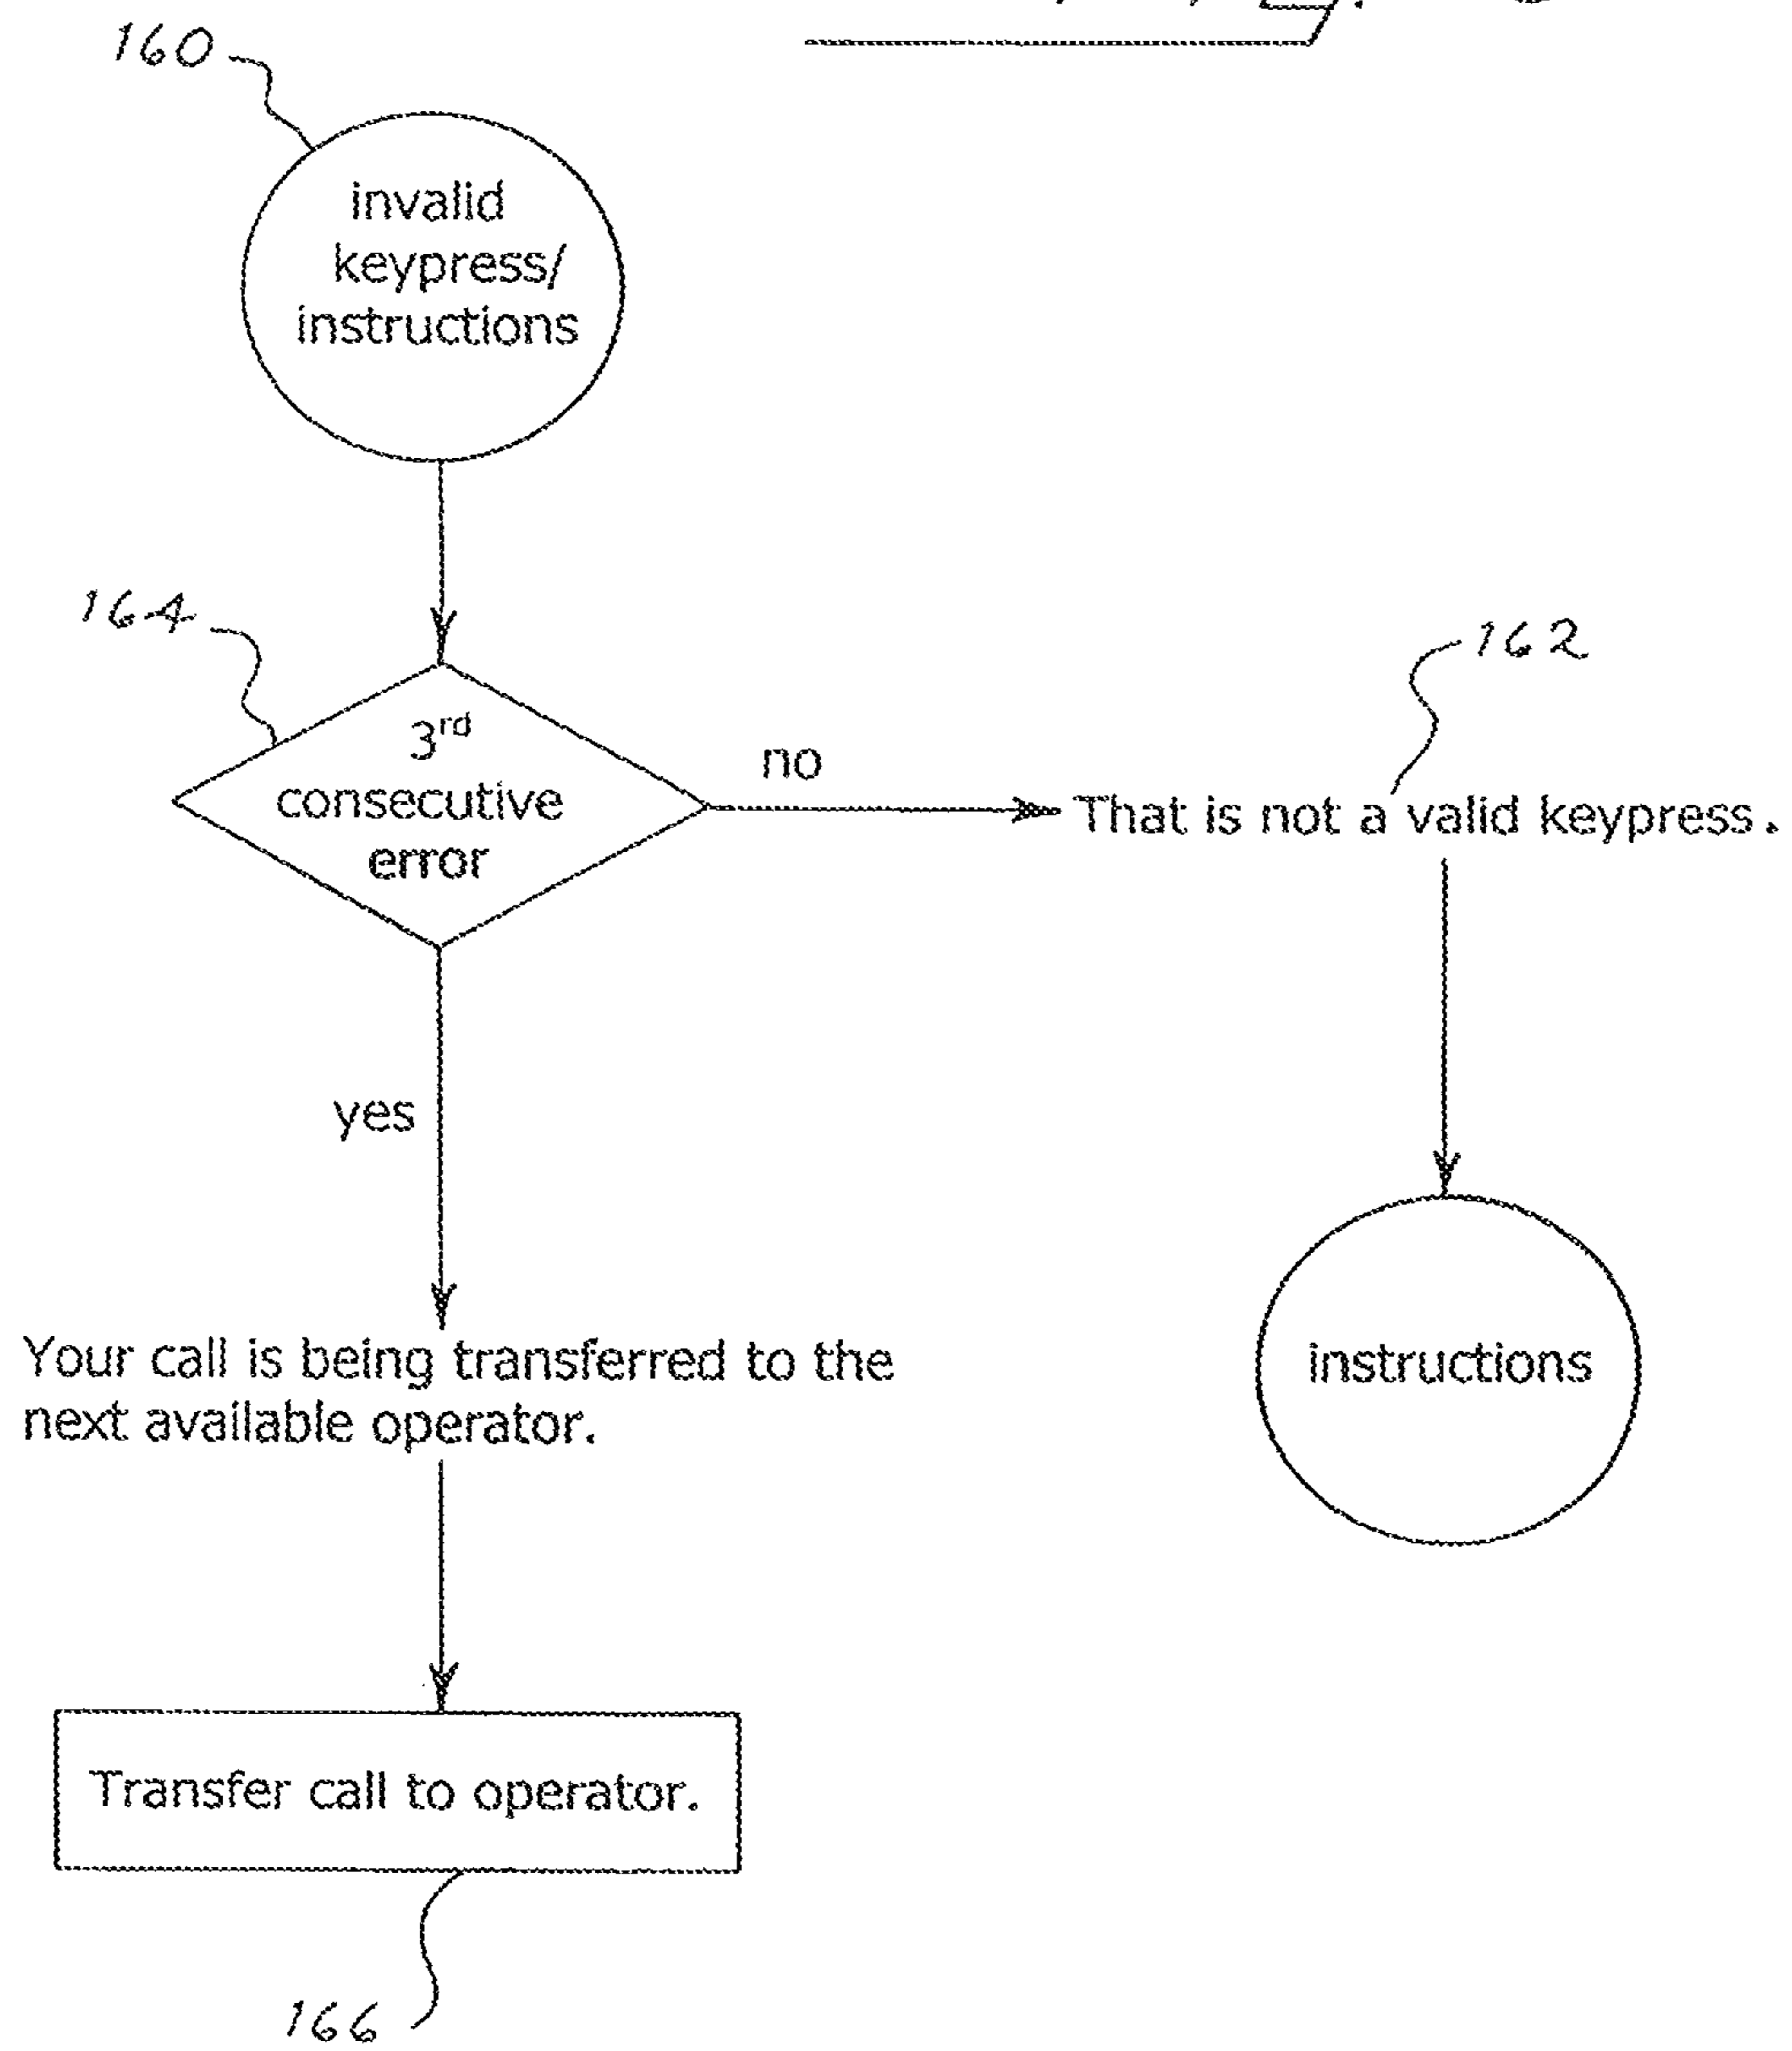 160
invalid
keypress/
instructions
164
3rd
consecutive
error
no
162
That is not a valid keypress.
yes
instructions
Your call is being transferred to the
next available operator.
Transfer call to operator.
166